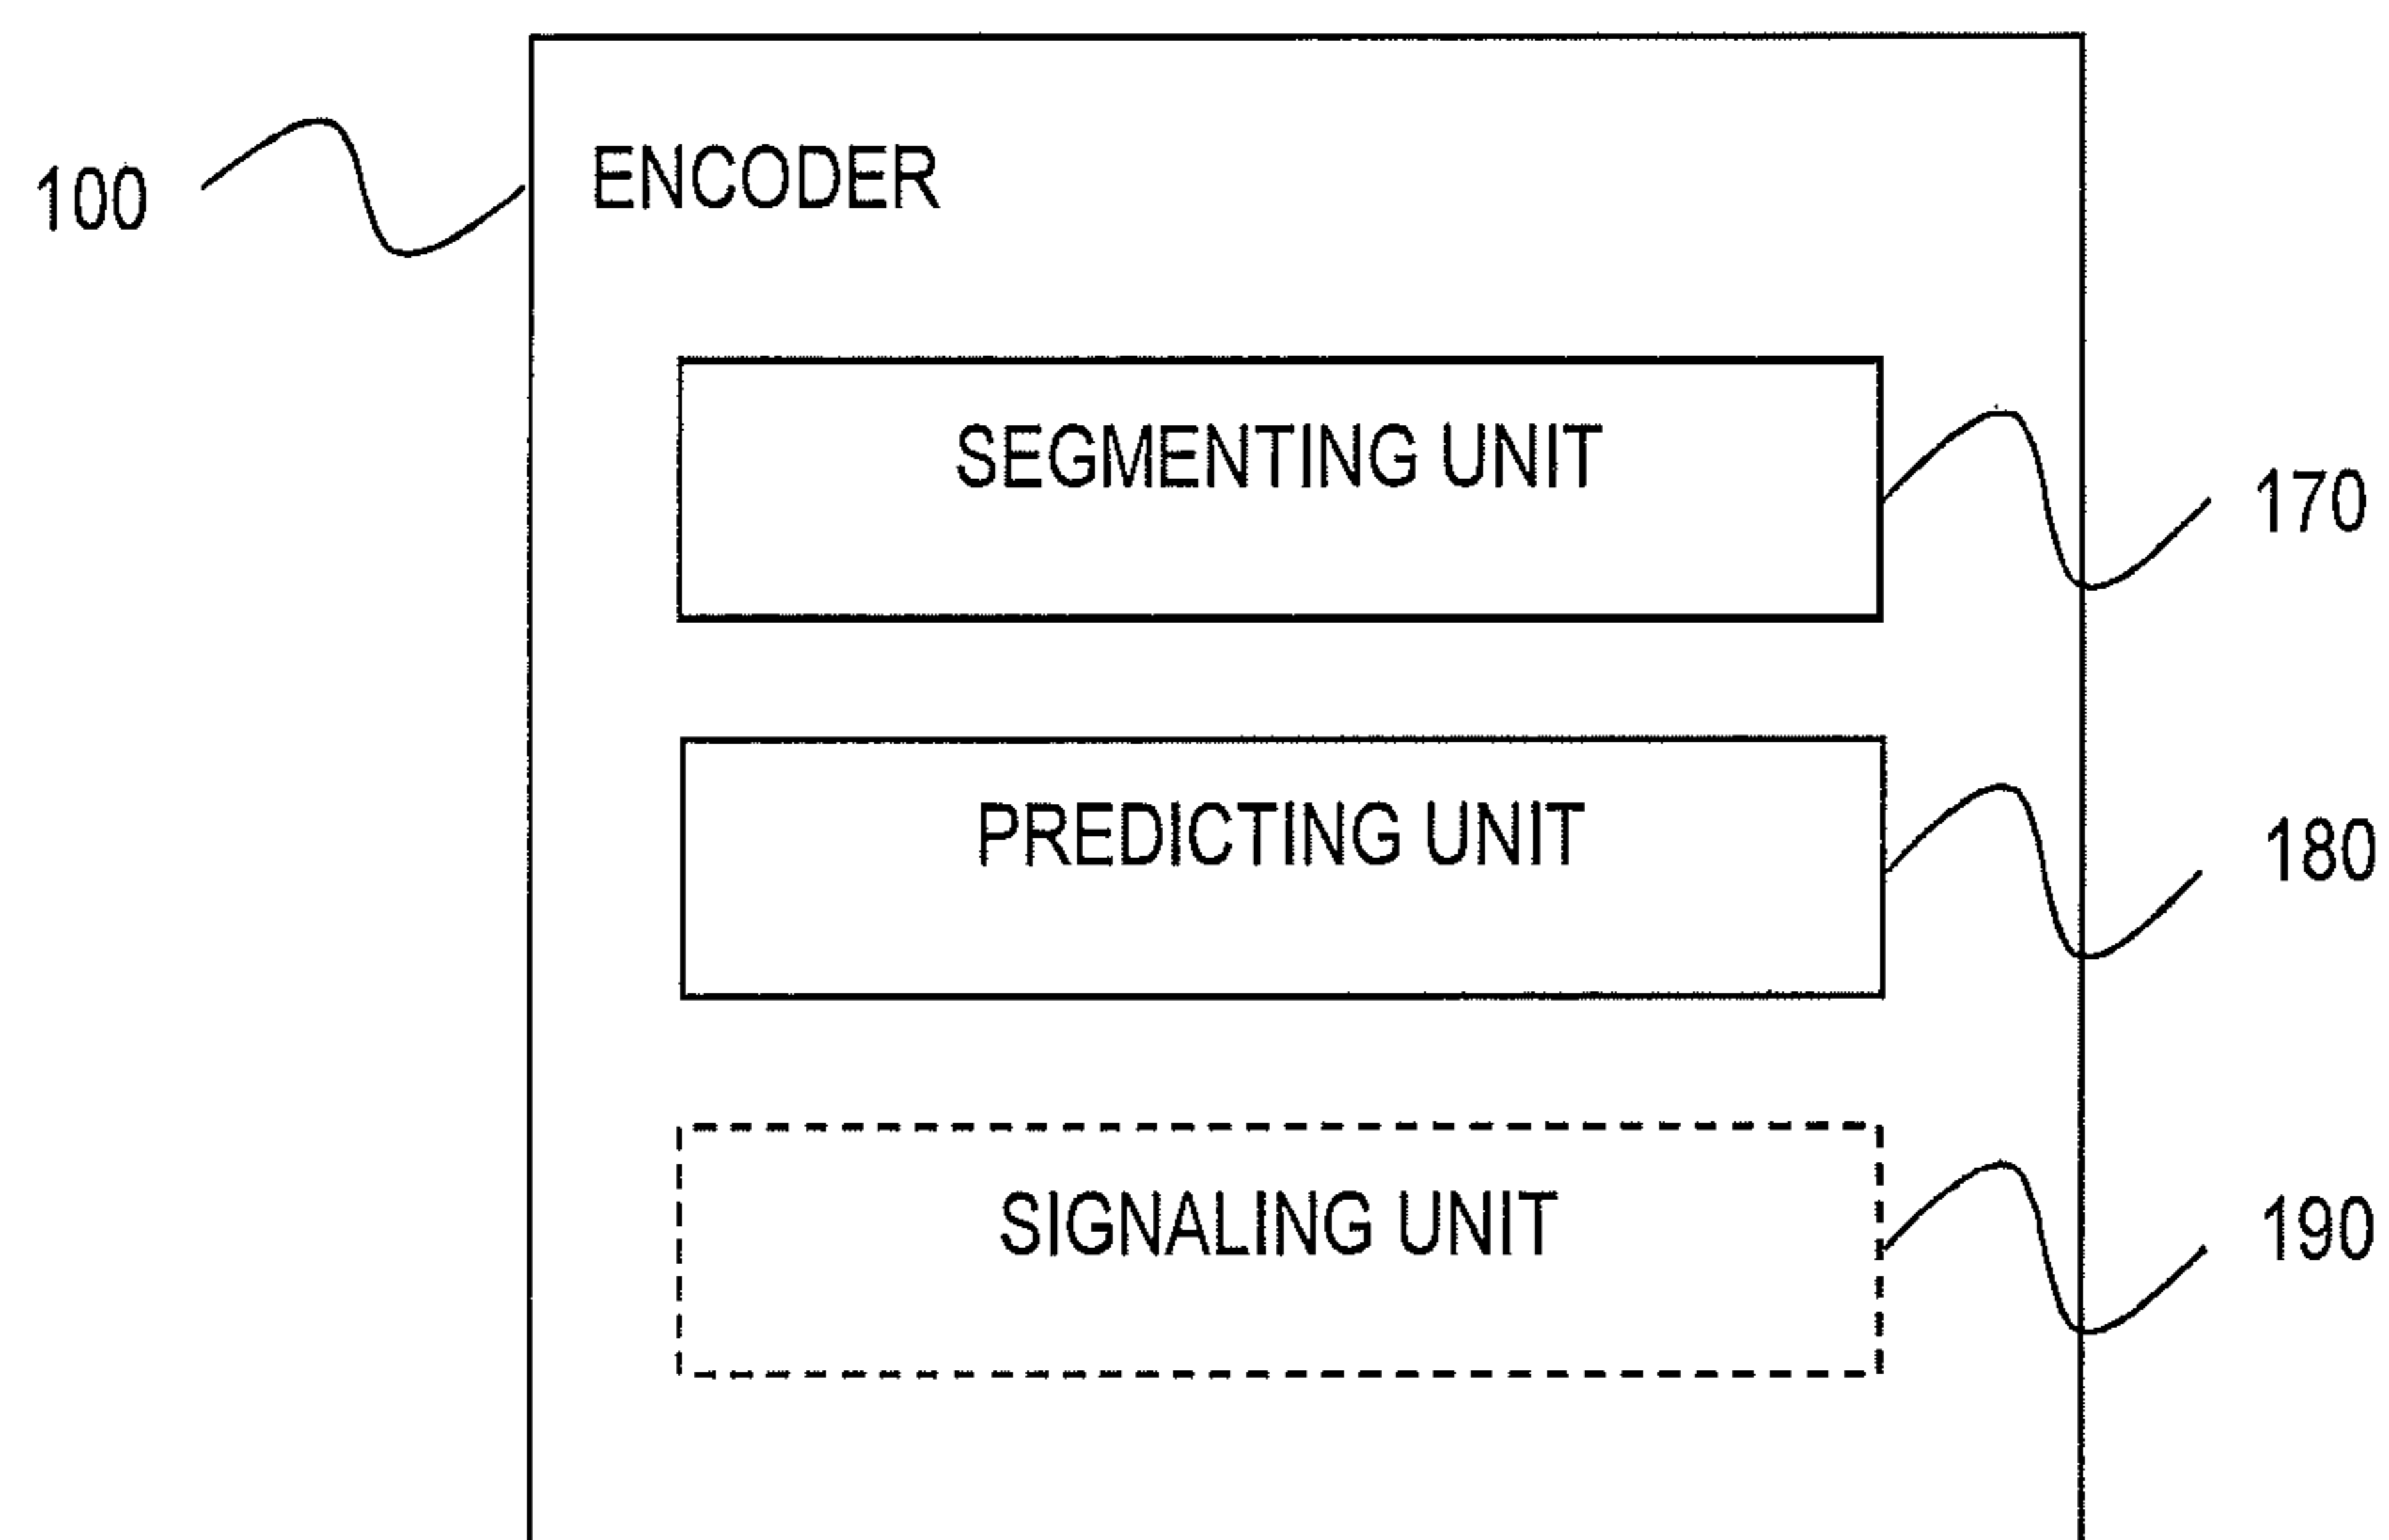 100
ENCODER
SEGMENTING UNIT
170
PREDICTING UNIT
180
SIGNALING UNIT
190